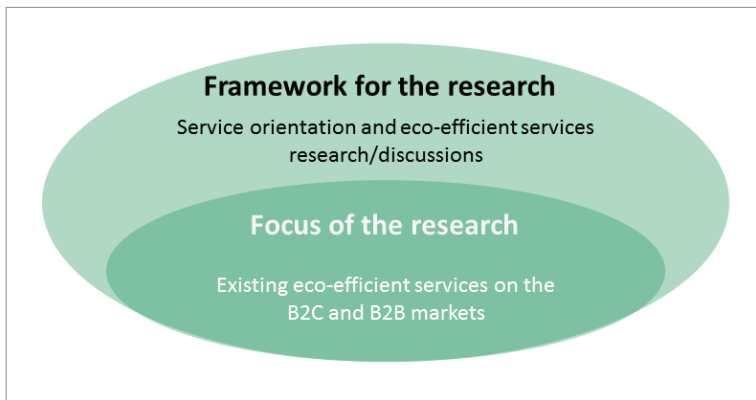 Framework for the research
Service orientation and eco-efficient services
research/discussions
Focus of the research
Existing eco-efficient services on the
B2C and B2B markets